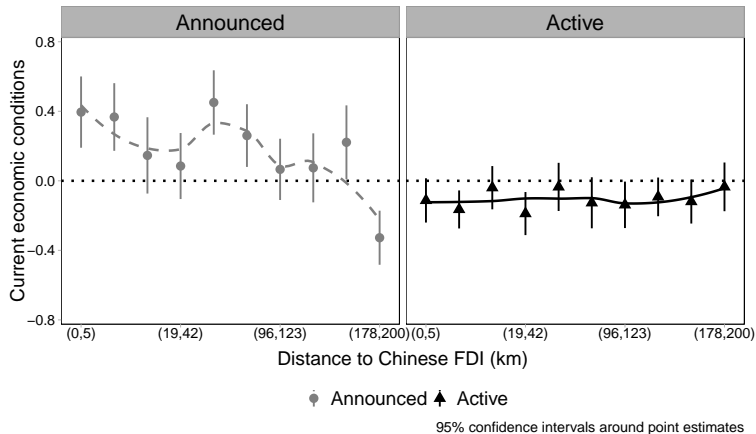 Announced
Active
Current economic conditions
0.8
0.4
0.0
−0.4
−0.8
(0,5) (19,42) (96,123) (178,200)
(0,5) (19,42) (96,123) (178,200)
Distance to Chinese FDI (km)
Announced Active
95% confidence intervals around point estimates